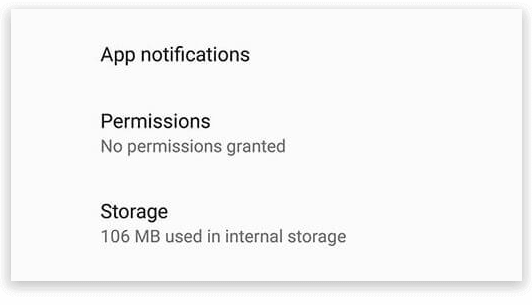 App notifications
Permissions
No permissions granted
Storage
106 MB used in internal storage